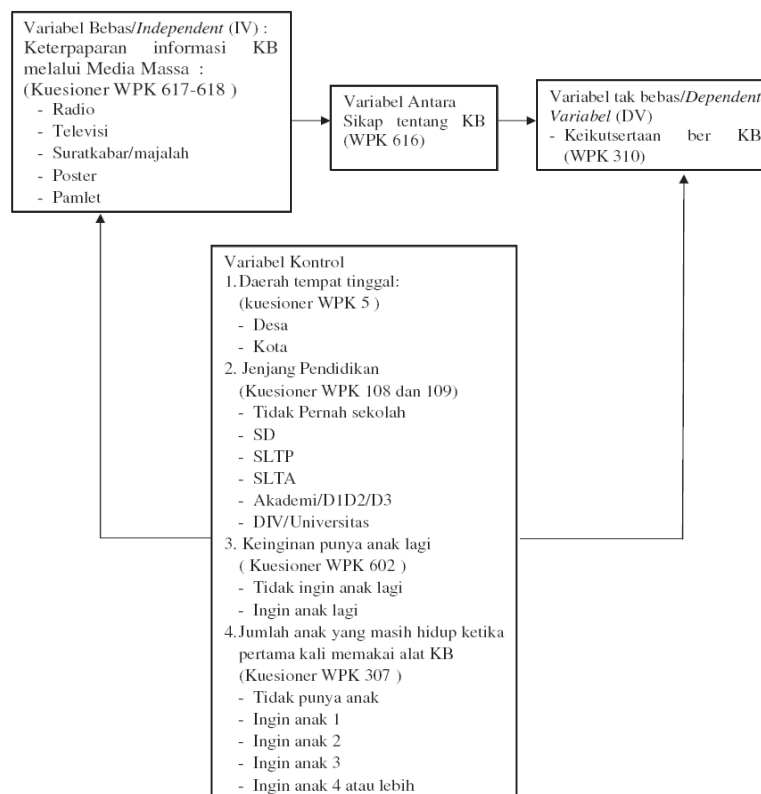 Variabel Bebas/Independent (IV) :
Keterpaparan informasi KB
melalui Media Massa :
(Kuesioner WPK 617-618 )
- Radio
- Televisi
- Suratkabar/majalah
- Poster
- Pamlet
Variabel Antara
Sikap tentang KB
(WPK 616)
Variabel tak bebas/Dependent
Variabel (DV)
- Keikutsertaan ber KB
(WPK 310)
Variabel Kontrol
1.Daerah tempat tinggal:
(kuesioner WPK 5 )
- Desa
- Kota
2. Jenjang Pendidikan
(Kuesioner WPK 108 dan 109)
- Tidak Pernah sekolah
- SD
- SLTP
- SLTA
- Akademi/D1D2/D3
- DIV/Universitas
3. Keinginan punya anak lagi
( Kuesioner WPK 602 )
- Tidak ingin anak lagi
- Ingin anak lagi
4.Jumlah anak yang masih hidup ketika
pertama kali memakai alat KB
(Kuesioner WPK 307 )
- Tidak punya anak
- Ingin anak 1
- Ingin anak 2
- Ingin anak 3
- Ingin anak 4 atau lebih